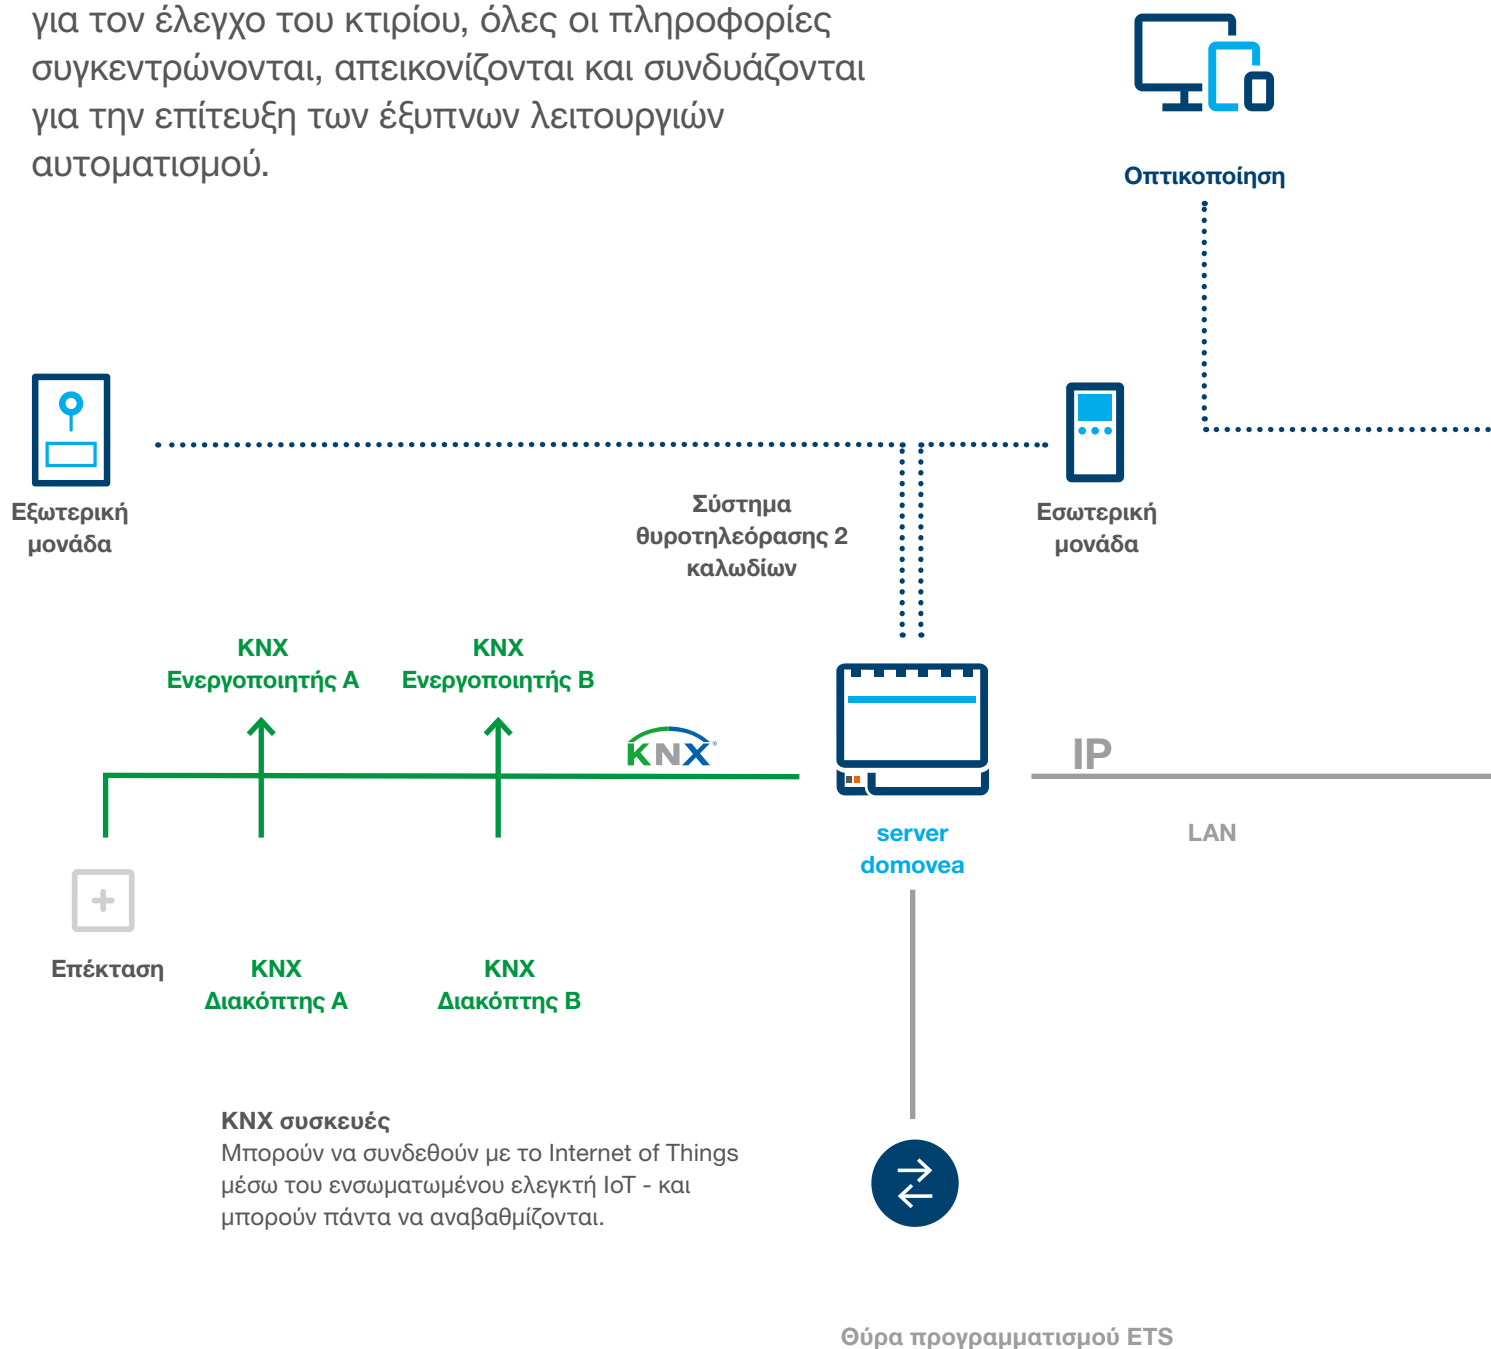 για τον έλεγχο του κτιρίου, όλες οι πληροφορίες
συγκεντρώνονται, απεικονίζονται και συνδυάζονται
για την επίτευξη των έξυπνων λειτουργιών
αυτοματισμού.
Οπτικοποίηση
Εξωτερική
μονάδα
Σύστημα
θυροτηλεόρασης 2
καλωδίων
Εσωτερική
μονάδα
KNX
Ενεργοποιητής A
KNX
Ενεργοποιητής B
KNX®
IP
LAN
server
domovea
Επέκταση
KNX
Διακόπτης A
KNX
Διακόπτης B
KNX συσκευές
Μπορούν να συνδεθούν με το Internet of Things
μέσω του ενσωματωμένου ελεγκτή IoT - και
μπορούν πάντα να αναβαθμίζονται.
Θύρα προγραμματισμού ETS